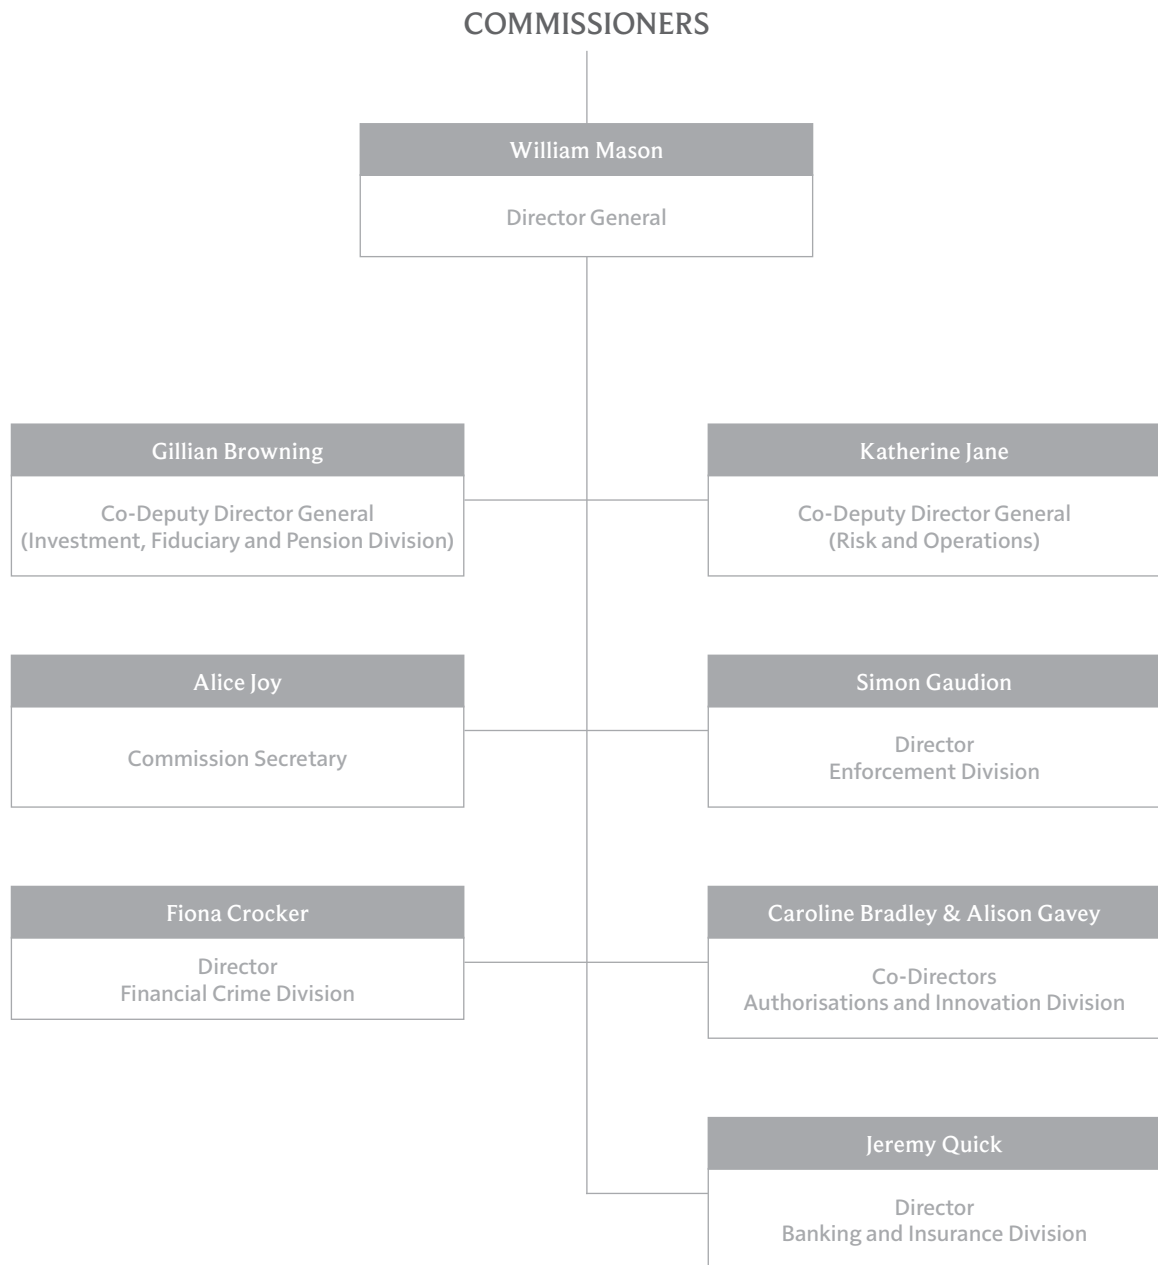 COMMISSIONERS
William Mason
Director General
Gillian Browning
Co-Deputy Director General
(Investment, Fiduciary and Pension Division)
Katherine Jane
Co-Deputy Director General
(Risk and Operations)
Alice Joy
Commission Secretary
Simon Gaudion
Director
Enforcement Division
Fiona Crocker
Director
Financial Crime Division
Caroline Bradley & Alison Gavey
Co-Directors
Authorisations and Innovation Division
Jeremy Quick
Director
Banking and Insurance Division